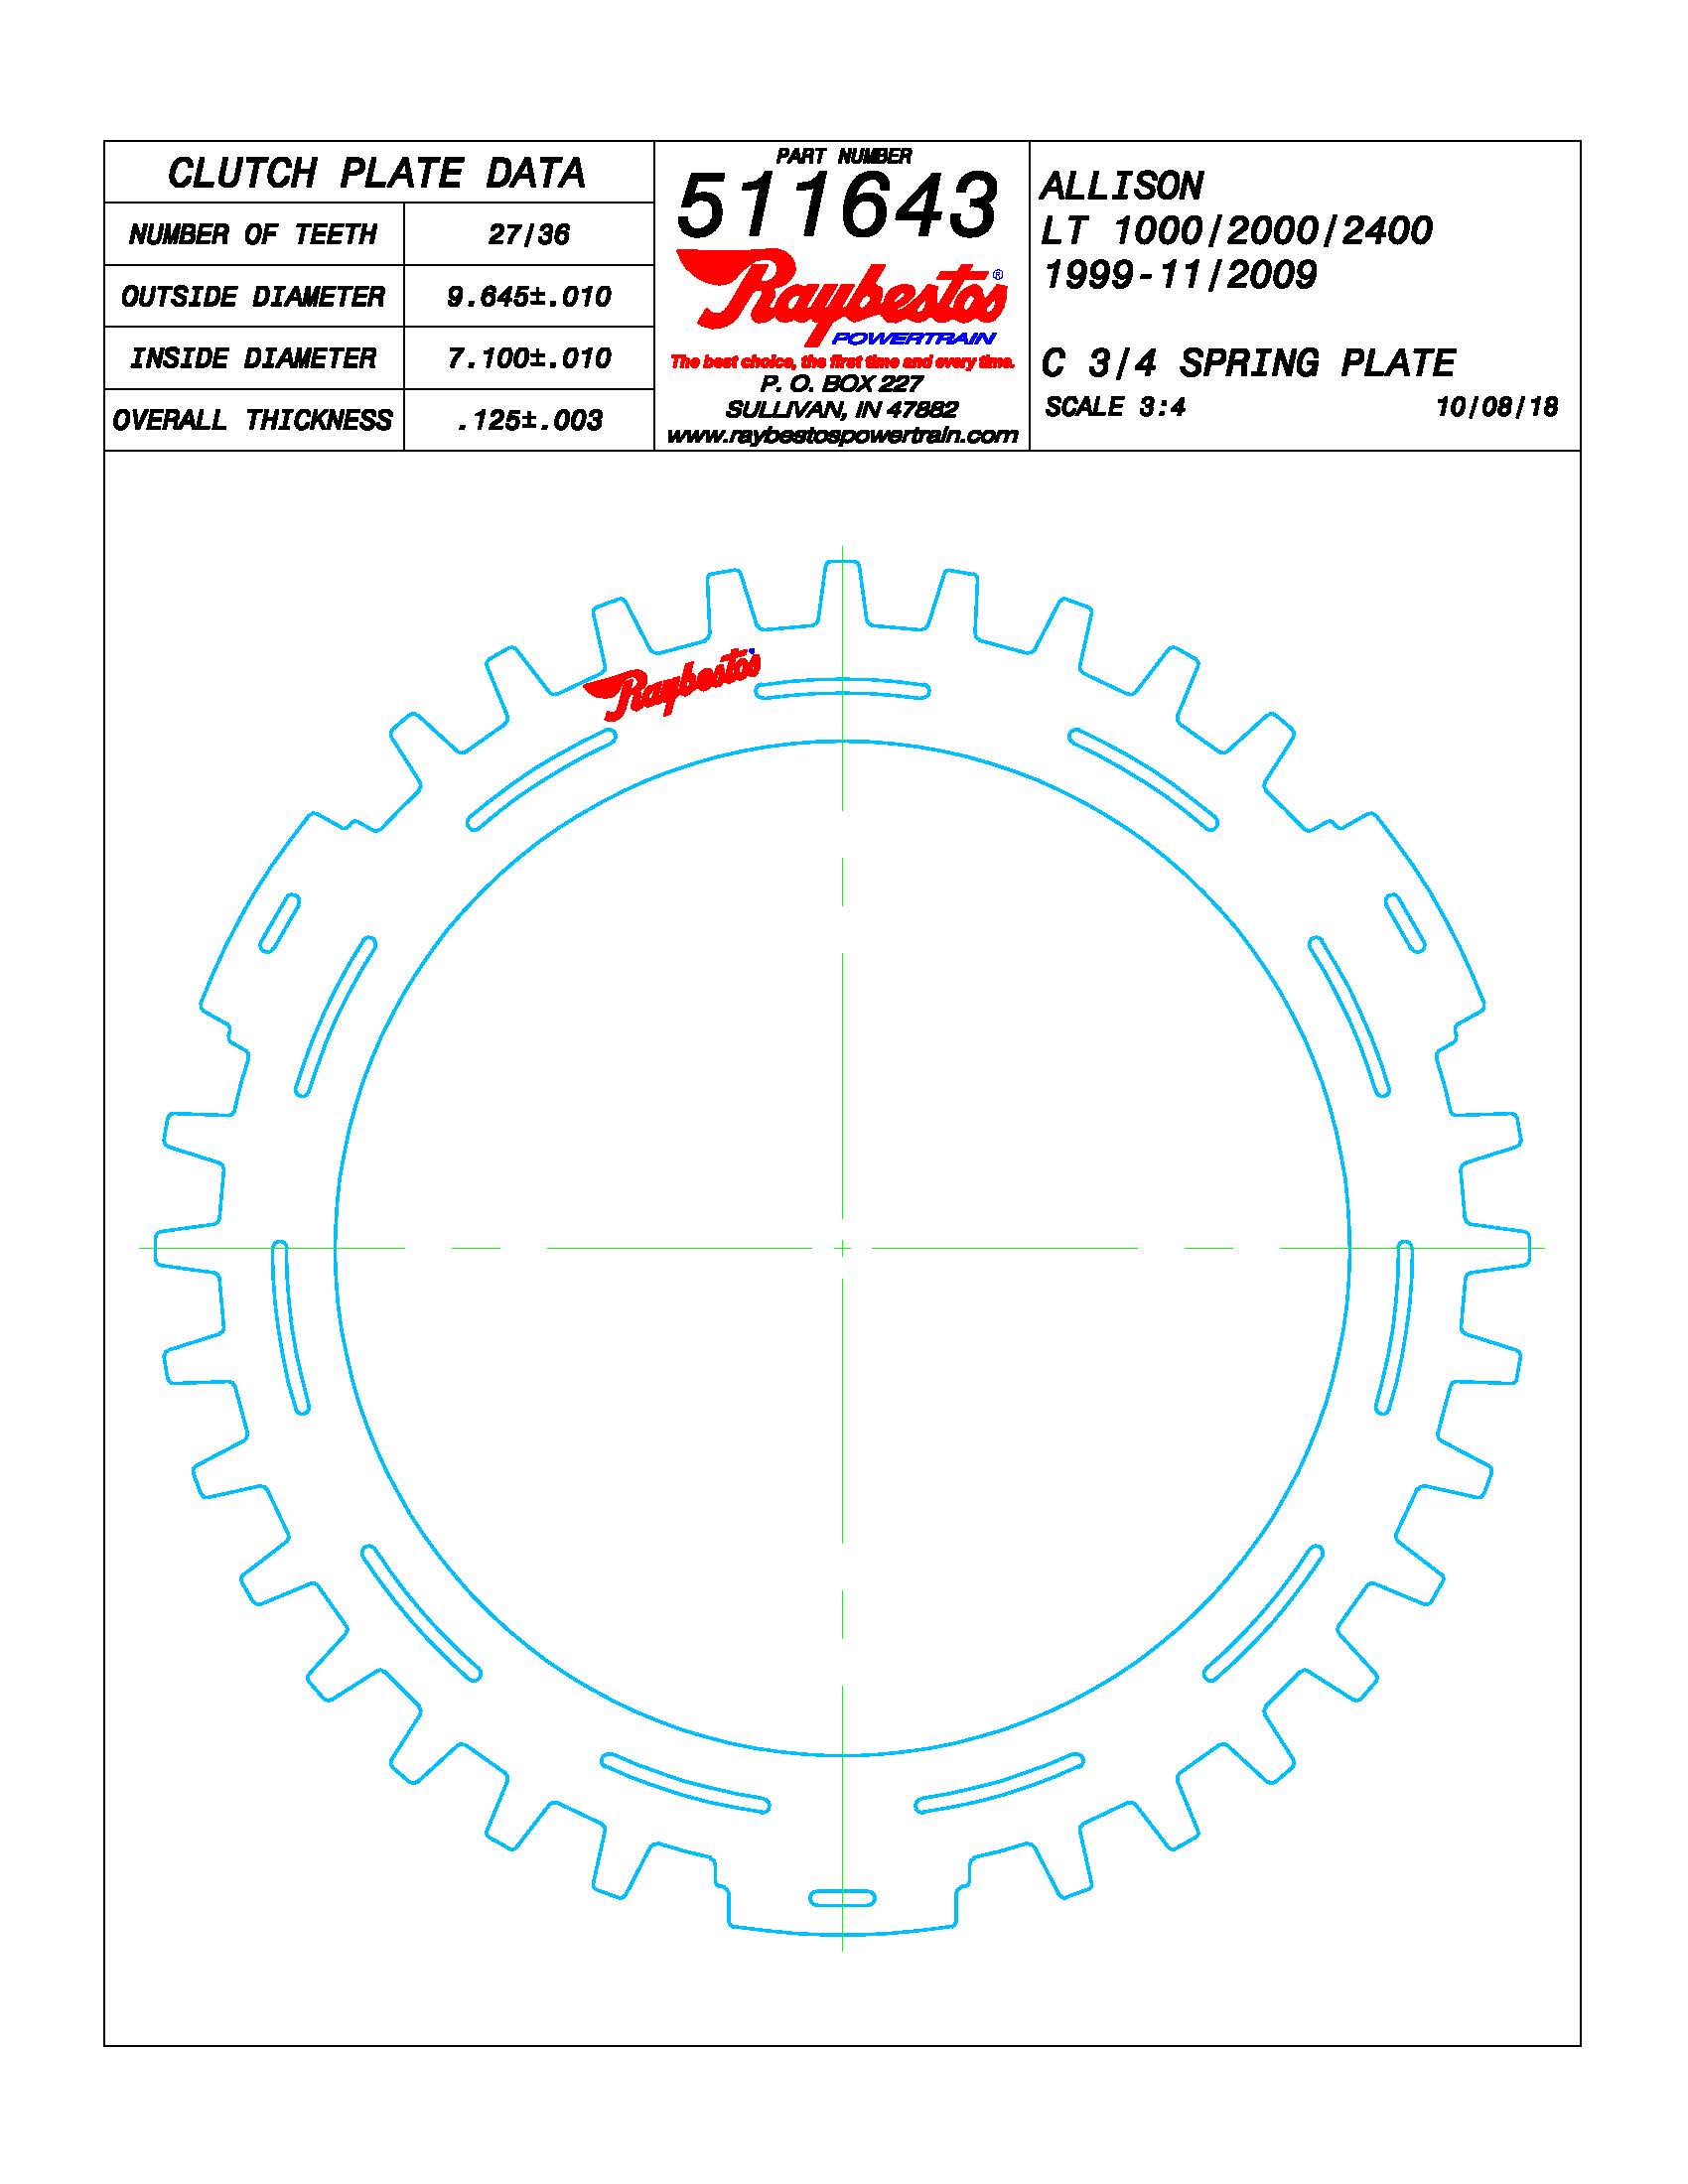 CLUTCH PLATE DATA
NUMBER OF TEETH 27/36
OUTSIDE DIAMETER 9.645±.010
INSIDE DIAMETER 7.100±.010
OVERALL THICKNESS .125±.003
PART NUMBER
511643
Raybestos®
POWERTRAIN
The best choice, the first time and every time.
P. O. BOX 227
SULLIVAN, IN 47882
www.raybestospowertrain.com
ALLISON
LT 1000/2000/2400
1999-11/2009
C 3/4 SPRING PLATE
SCALE 3:4 10/08/18
Raybestos